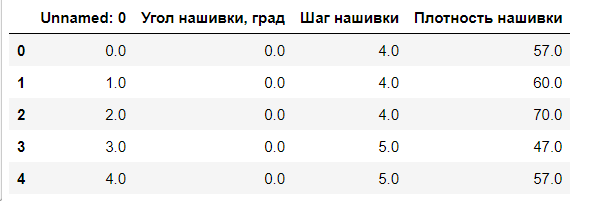 Unnamed: 0 Угол нашивки, град Шаг нашивки Плотность нашивки
0 0.0 0.0 4.0 57.0
1 1.0 0.0 4.0 60.0
2 2.0 0.0 4.0 70.0
3 3.0 0.0 5.0 47.0
4 4.0 0.0 5.0 57.0